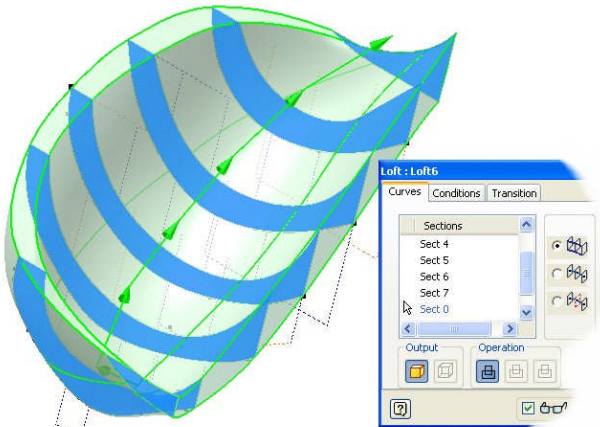 Loft : Loft6
Curves
Conditions
Transition
Sections
Sect 4
Sect 5
Sect 6
Sect 7
Sect 0
Output
Operation
?